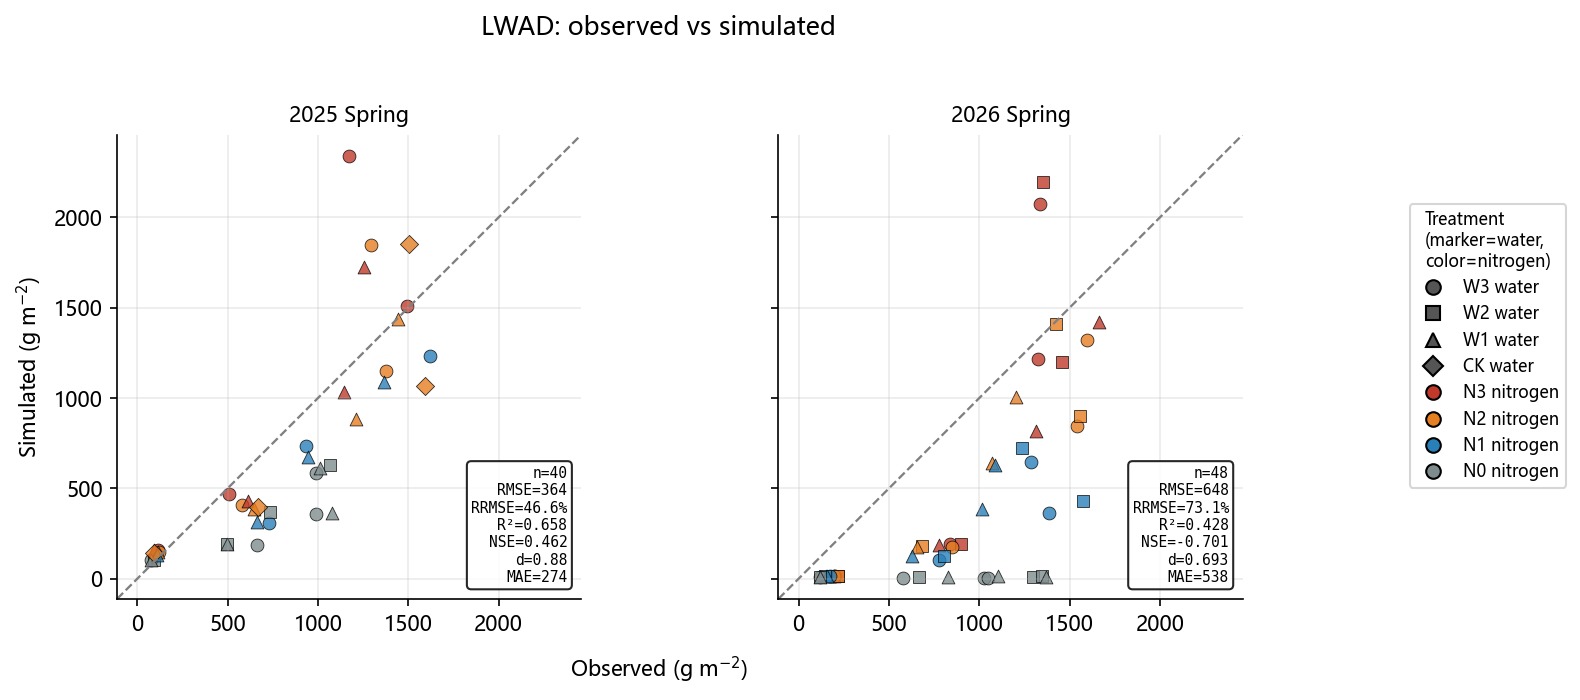 LWAD: observed vs simulated
2025 Spring
2026 Spring
Simulated (g m⁻²)
2000
1500
1000
500
0
0 500 1000 1500 2000
n=40
RMSE=364
RRMSE=46.6%
R²=0.658
NSE=0.462
d=0.88
MAE=274
0 500 1000 1500 2000
n=48
RMSE=648
RRMSE=73.1%
R²=0.428
NSE=-0.701
d=0.693
MAE=538
Observed (g m⁻²)
Treatment
(marker=water,
color=nitrogen)
W3 water
W2 water
W1 water
CK water
N3 nitrogen
N2 nitrogen
N1 nitrogen
N0 nitrogen